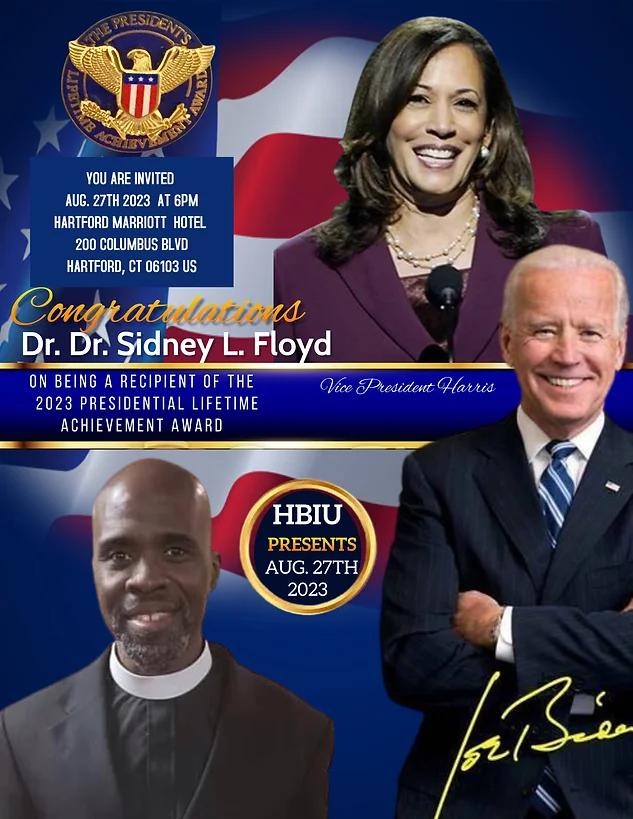 THE PRESIDENT'S
LIFETIME ACHIEVEMENT AWARD
YOU ARE INVITED
AUG. 27TH 2023 AT 6PM
HARTFORD MARRIOTT HOTEL
200 COLUMBUS BLVD
HARTFORD, CT 06103 US
Congratulations
Dr. Dr. Sidney L. Floyd
ON BEING A RECIPIENT OF THE
2023 PRESIDENTIAL LIFETIME
ACHIEVEMENT AWARD
Vice President Harris
HBIU
PRESENTS
AUG. 27TH
2023
Joe Biden